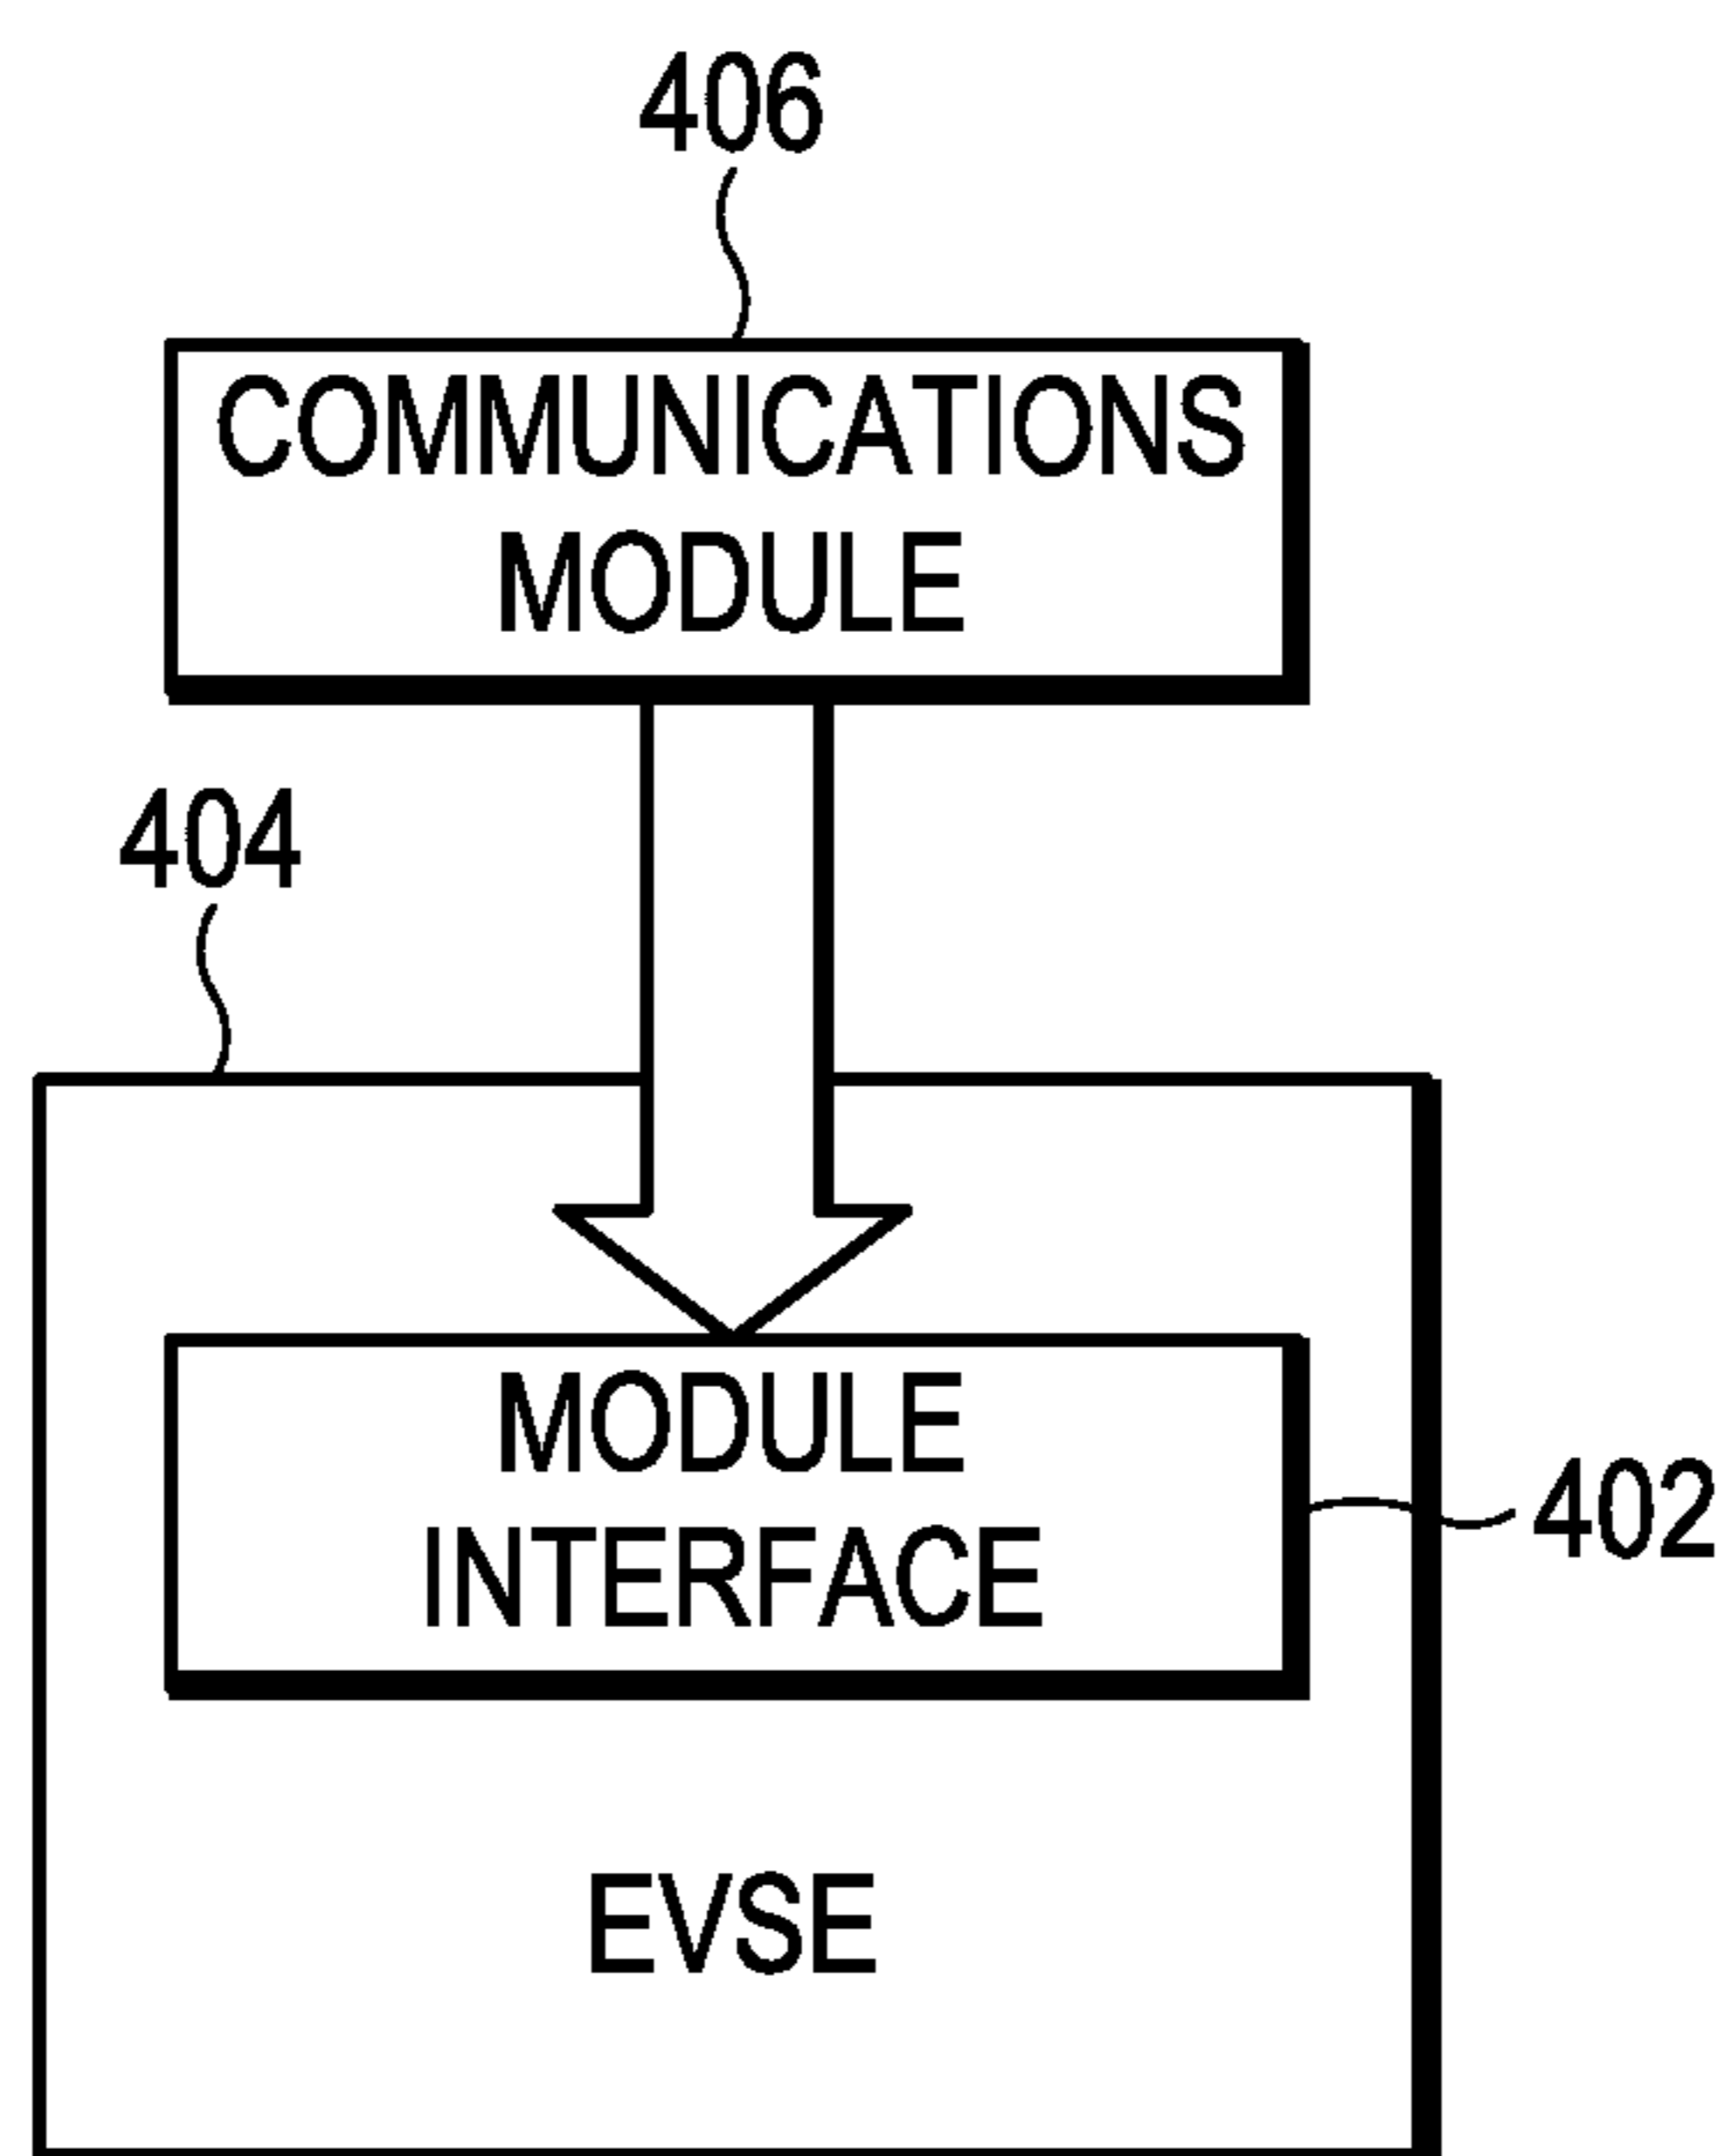 406
COMMUNICATIONS
MODULE
404
MODULE
INTERFACE
402
EVSE